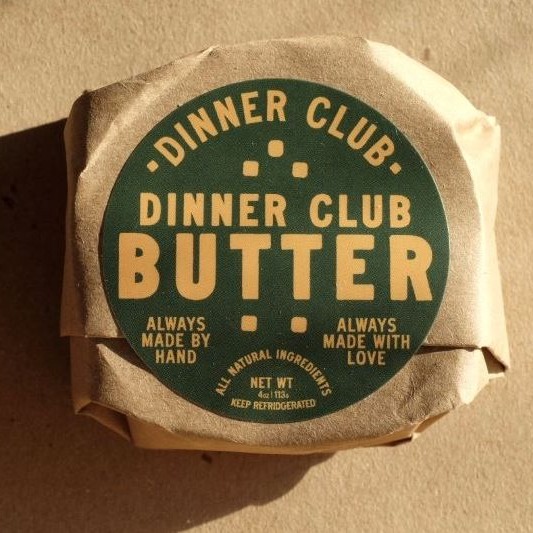 ·DINNER CLUB·
DINNER CLUB
BUTTER
ALWAYS
MADE BY
HAND
ALWAYS
MADE WITH
LOVE
ALL NATURAL INGREDIENTS
NET WT
4oz | 113g
KEEP REFRIDGERATED